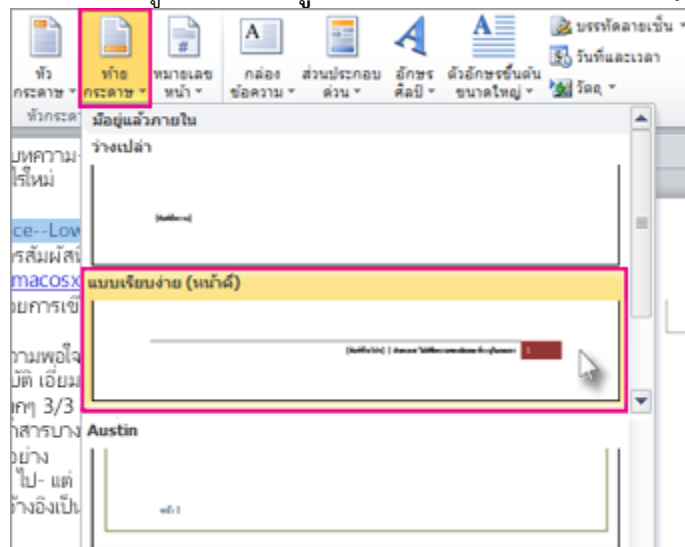 หัว
กระดาษ
ท้าย
กระดาษ
#
หมายเลข
หน้า
A
กล่อง
ข้อความ
ส่วนประกอบ
ด่วน
A
อักษร
ศิลป์
A
ตัวอักษรขึ้นต้น
ขนาดใหญ่
บรรทัดลายเซ็น
วันที่และเวลา
วัตถุ
หัวกระดา
มีอยู่แล้วภายใน
ว่างเปล่า
แบบเรียบง่าย (หน้าคี่)
Austin
หน้า 1
บทความ
ไรใหม่
ce--Low
รสัมผัส
macosx
วยการเข้
วามพอใจ
บัติ เอี่ยม
ๆ 3/3
าสารบาง
อย่าง
ไป- แต่
ว้างอิงเป็น